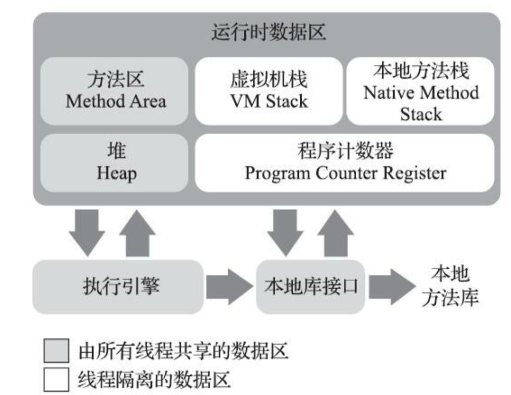 运行时数据区
方法区
Method Area
虚拟机栈
VM Stack
本地方法栈
Native Method
Stack
堆
Heap
程序计数器
Program Counter Register
执行引擎
本地库接口
本地
方法库
由所有线程共享的数据区
线程隔离的数据区